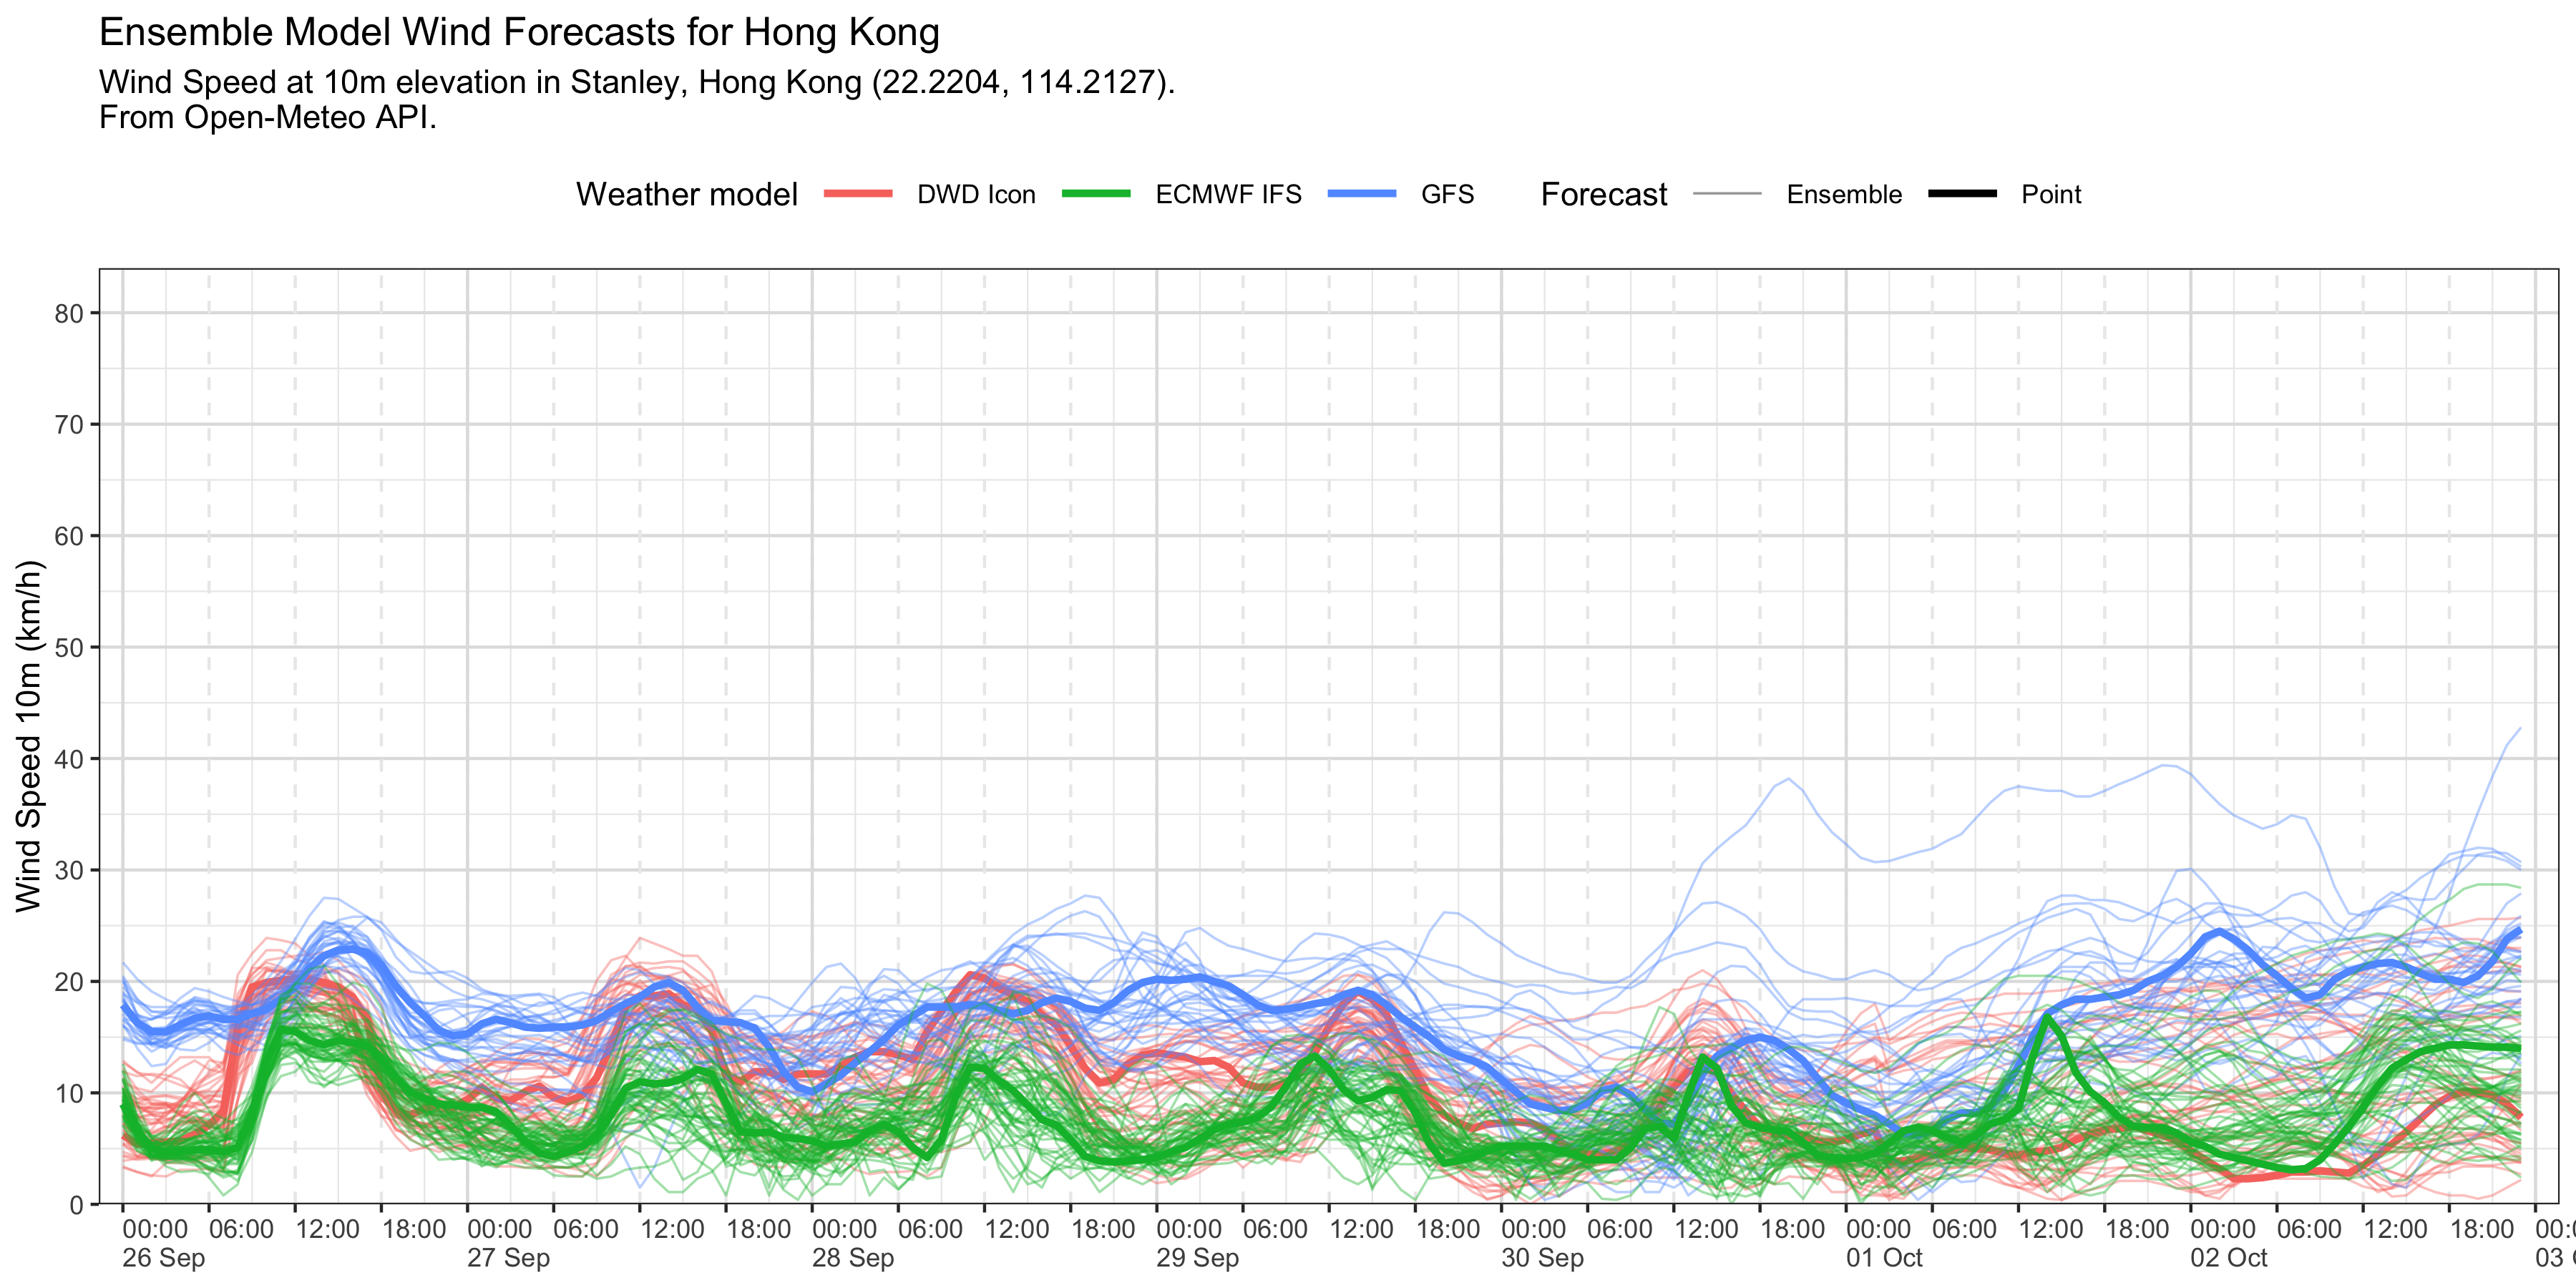 Ensemble Model Wind Forecasts for Hong Kong
Wind Speed at 10m elevation in Stanley, Hong Kong (22.2204, 114.2127).
From Open-Meteo API.
Weather model DWD Icon ECMWF IFS GFS Forecast Ensemble Point
Wind Speed 10m (km/h)
80
70
60
50
40
30
20
10
0
00:00 06:00 12:00 18:00 00:00 06:00 12:00 18:00 00:00 06:00 12:00 18:00 00:00 06:00 12:00 18:00 00:00 06:00 12:00 18:00 00:00 06:00 12:00 18:00 00:00 06:00 12:00 18:00 00:0
26 Sep 27 Sep 28 Sep 29 Sep 30 Sep 01 Oct 02 Oct 03